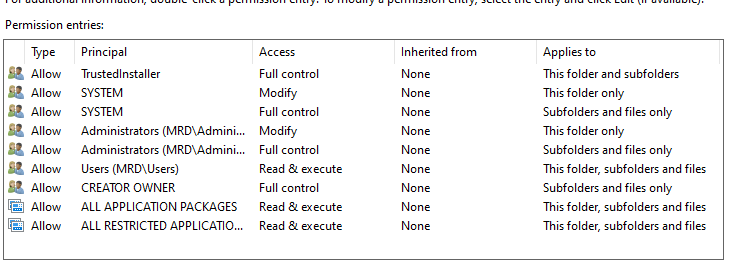 For additional information, double-click a permission entry. To modify a permission entry, select the entry and click Edit (if available).
Permission entries:
Type Principal Access Inherited from Applies to
Allow TrustedInstaller Full control None This folder and subfolders
Allow SYSTEM Modify None This folder only
Allow SYSTEM Full control None Subfolders and files only
Allow Administrators (MRD\Admini... Modify None This folder only
Allow Administrators (MRD\Admini... Full control None Subfolders and files only
Allow Users (MRD\Users) Read & execute None This folder, subfolders and files
Allow CREATOR OWNER Full control None Subfolders and files only
Allow ALL APPLICATION PACKAGES Read & execute None This folder, subfolders and files
Allow ALL RESTRICTED APPLICATIO... Read & execute None This folder, subfolders and files